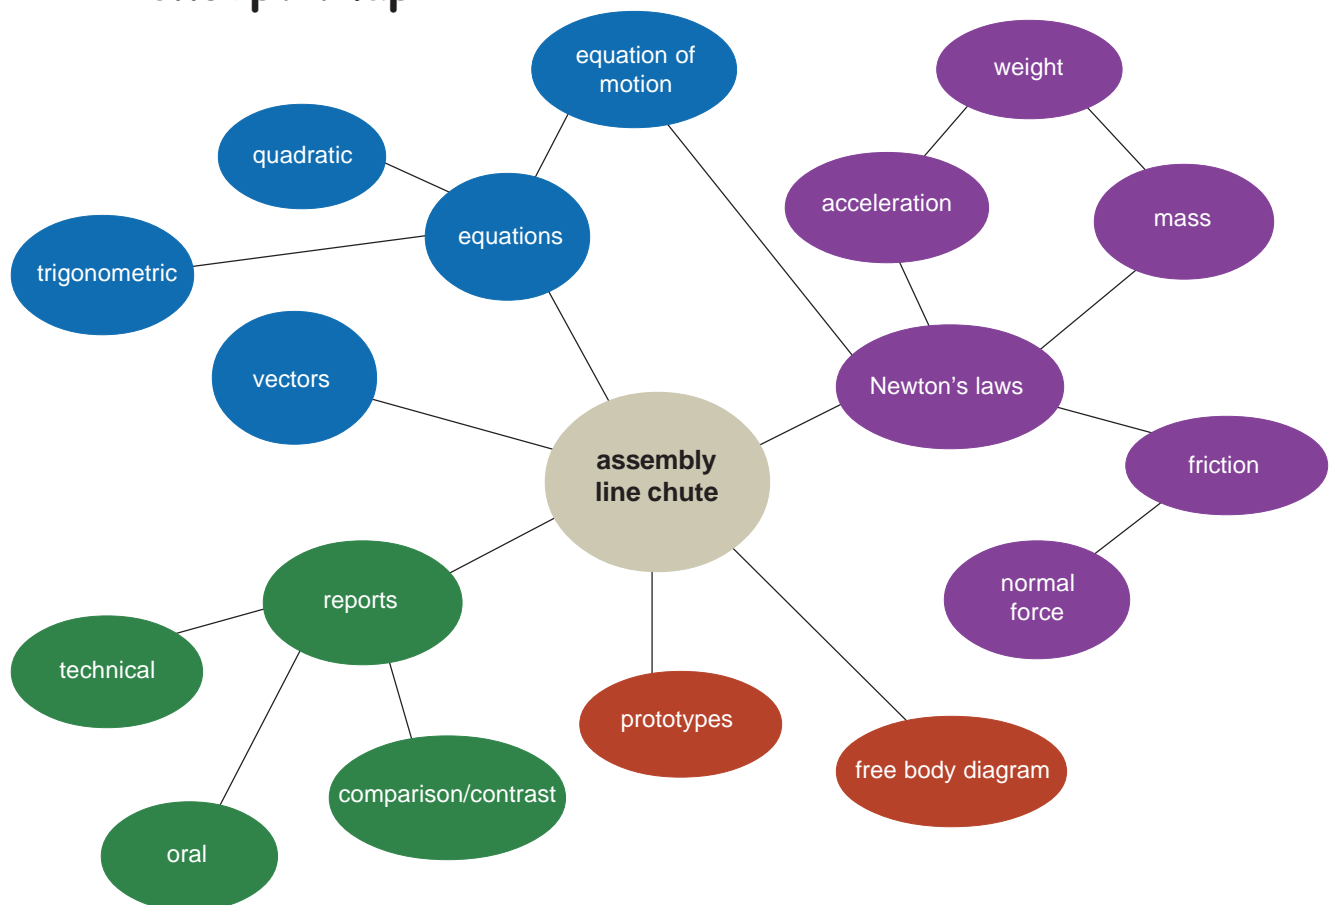 equation of
motion
weight
quadratic
acceleration
mass
equations
trigonometric
vectors
Newton's laws
assembly
line chute
friction
normal
force
reports
technical
prototypes
free body diagram
comparison/contrast
oral